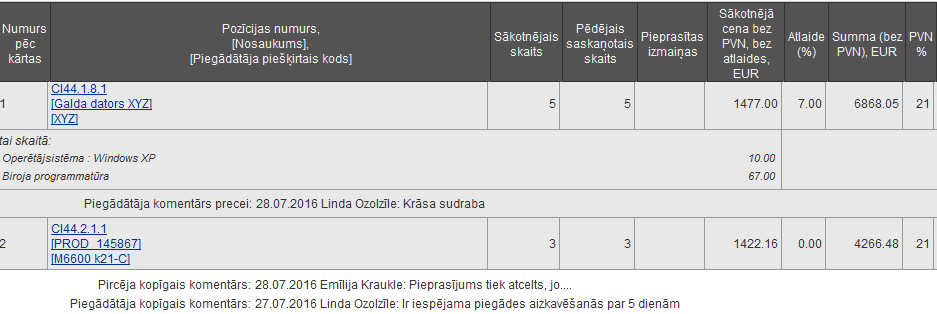 Numurs pēc kārtas
Pozīcijas numurs,
[Nosaukums],
[Piegādātāja piešķirtais kods]
Sākotnējais skaits
Pēdējais saskaņotais skaits
Pieprasītas izmaiņas
Sākotnējā cena bez PVN, bez atlaides, EUR
Atlaide (%)
Summa (bez PVN), EUR
PVN %
1 CI44.1.8.1 5 5 1477.00 7.00 6868.05 21
[Galda dators XYZ]
[XYZ]
tai skaitā:
Operētājsistēma : Windows XP 10.00
Biroja programmatūra 67.00
Piegādātāja komentārs precei: 28.07.2016 Linda Ozolzīle: Krāsa sudraba
2 CI44.2.1.1 3 3 1422.16 0.00 4266.48 21
[PROD_145867]
[M6600 k21-C]
Pircēja kopīgais komentārs: 28.07.2016 Emīlija Kraukle: Pieprasījums tiek atcelts, jo....
Piegādātāja kopīgais komentārs: 27.07.2016 Linda Ozolzīle: Ir iespējama piegādes aizkavēšanās par 5 dienām